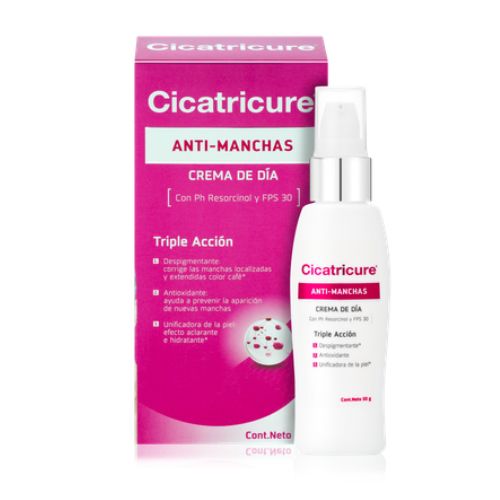 Cicatricure
ANTI-MANCHAS
CREMA DE DÍA
[Con Ph Resorcinol y FPS 30]
Triple Acción
Despigmentante:
corrige las manchas localizadas
y extendidas color café*
Antioxidante:
ayuda a prevenir la aparición
de nuevas manchas
Unificadora de la piel
efecto aclarante
e hidratante*
Cont.Neto
Cicatricure®
ANTI-MANCHAS
CREMA DE DÍA
Con Ph Resorcinol y FPS 30
Triple Acción
Despigmentante*
Antioxidante
Unificadora de la piel*
Cont.Neto